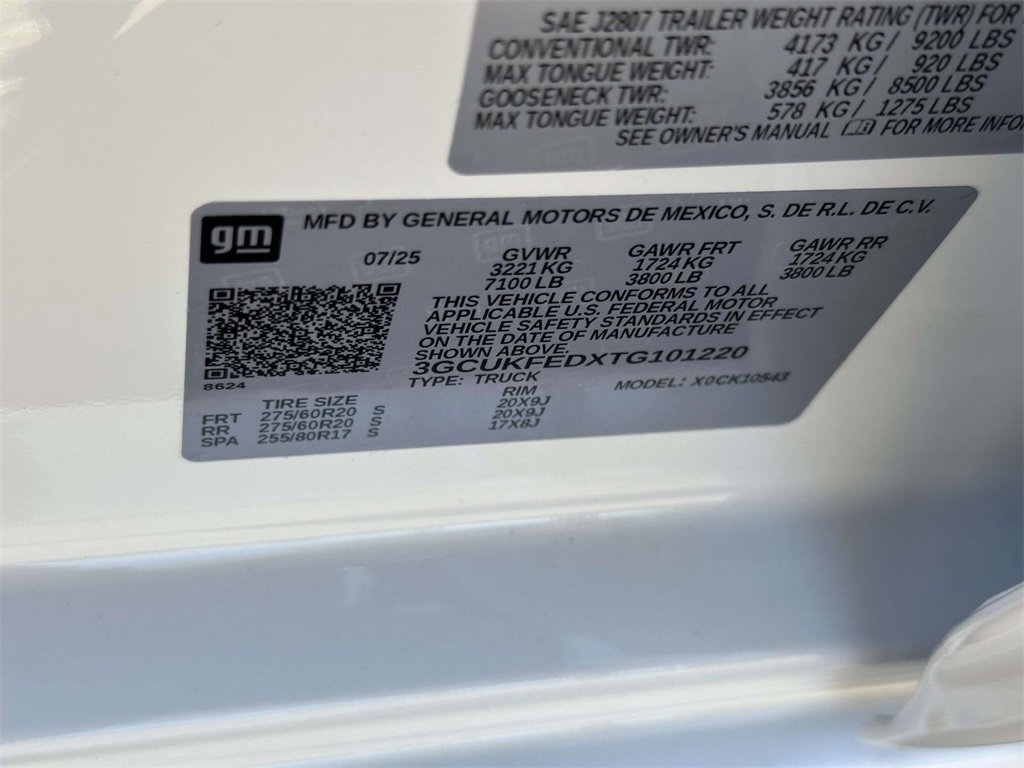 SAE J2807 TRAILER WEIGHT RATING (TWR) FOR
CONVENTIONAL TWR: 4173 KG / 9200 LBS
MAX TONGUE WEIGHT: 417 KG / 920 LBS
GOOSENECK TWR: 3856 KG / 8500 LBS
MAX TONGUE WEIGHT: 578 KG / 1275 LBS
SEE OWNER'S MANUAL FOR MORE INFO
gm
MFD BY GENERAL MOTORS DE MEXICO, S. DE R.L. DE C.V.
07/25 GVWR GAWR FRT GAWR RR
3221 KG 1724 KG 1724 KG
7100 LB 3800 LB 3800 LB
THIS VEHICLE CONFORMS TO ALL
APPLICABLE U.S. FEDERAL MOTOR
VEHICLE SAFETY STANDARDS IN EFFECT
ON THE DATE OF MANUFACTURE
SHOWN ABOVE.
3GCUKFEDXTG101220
8624
TYPE: TRUCK MODEL: X0CK10543
TIRE SIZE RIM
FRT 275/60R20 S 20X9J
RR 275/60R20 S 20X9J
SPA 255/80R17 S 17X8J